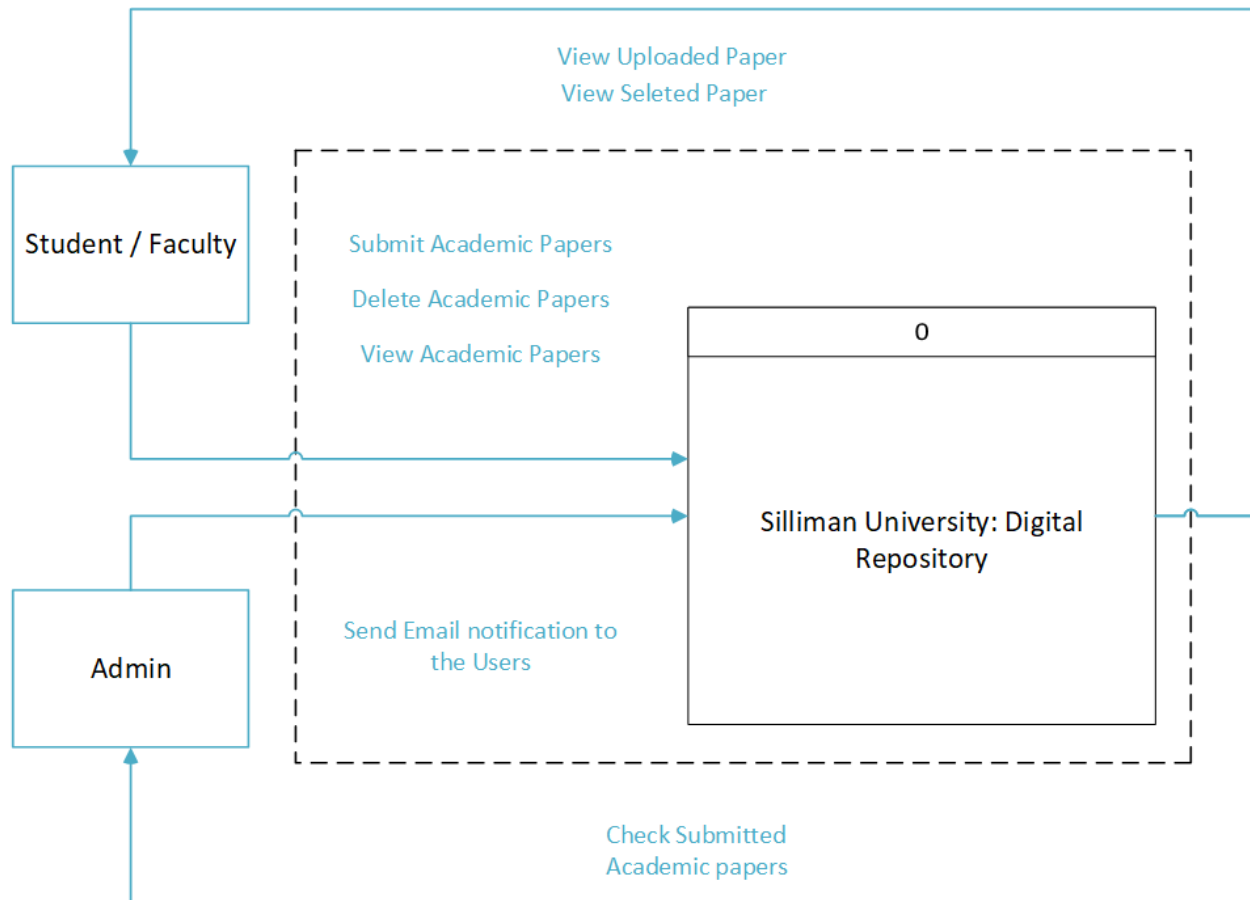 View Uploaded Paper
View Seleted Paper
Student / Faculty
Submit Academic Papers
Delete Academic Papers
View Academic Papers
0
Silliman University: Digital
Repository
Admin
Send Email notification to
the Users
Check Submitted
Academic papers